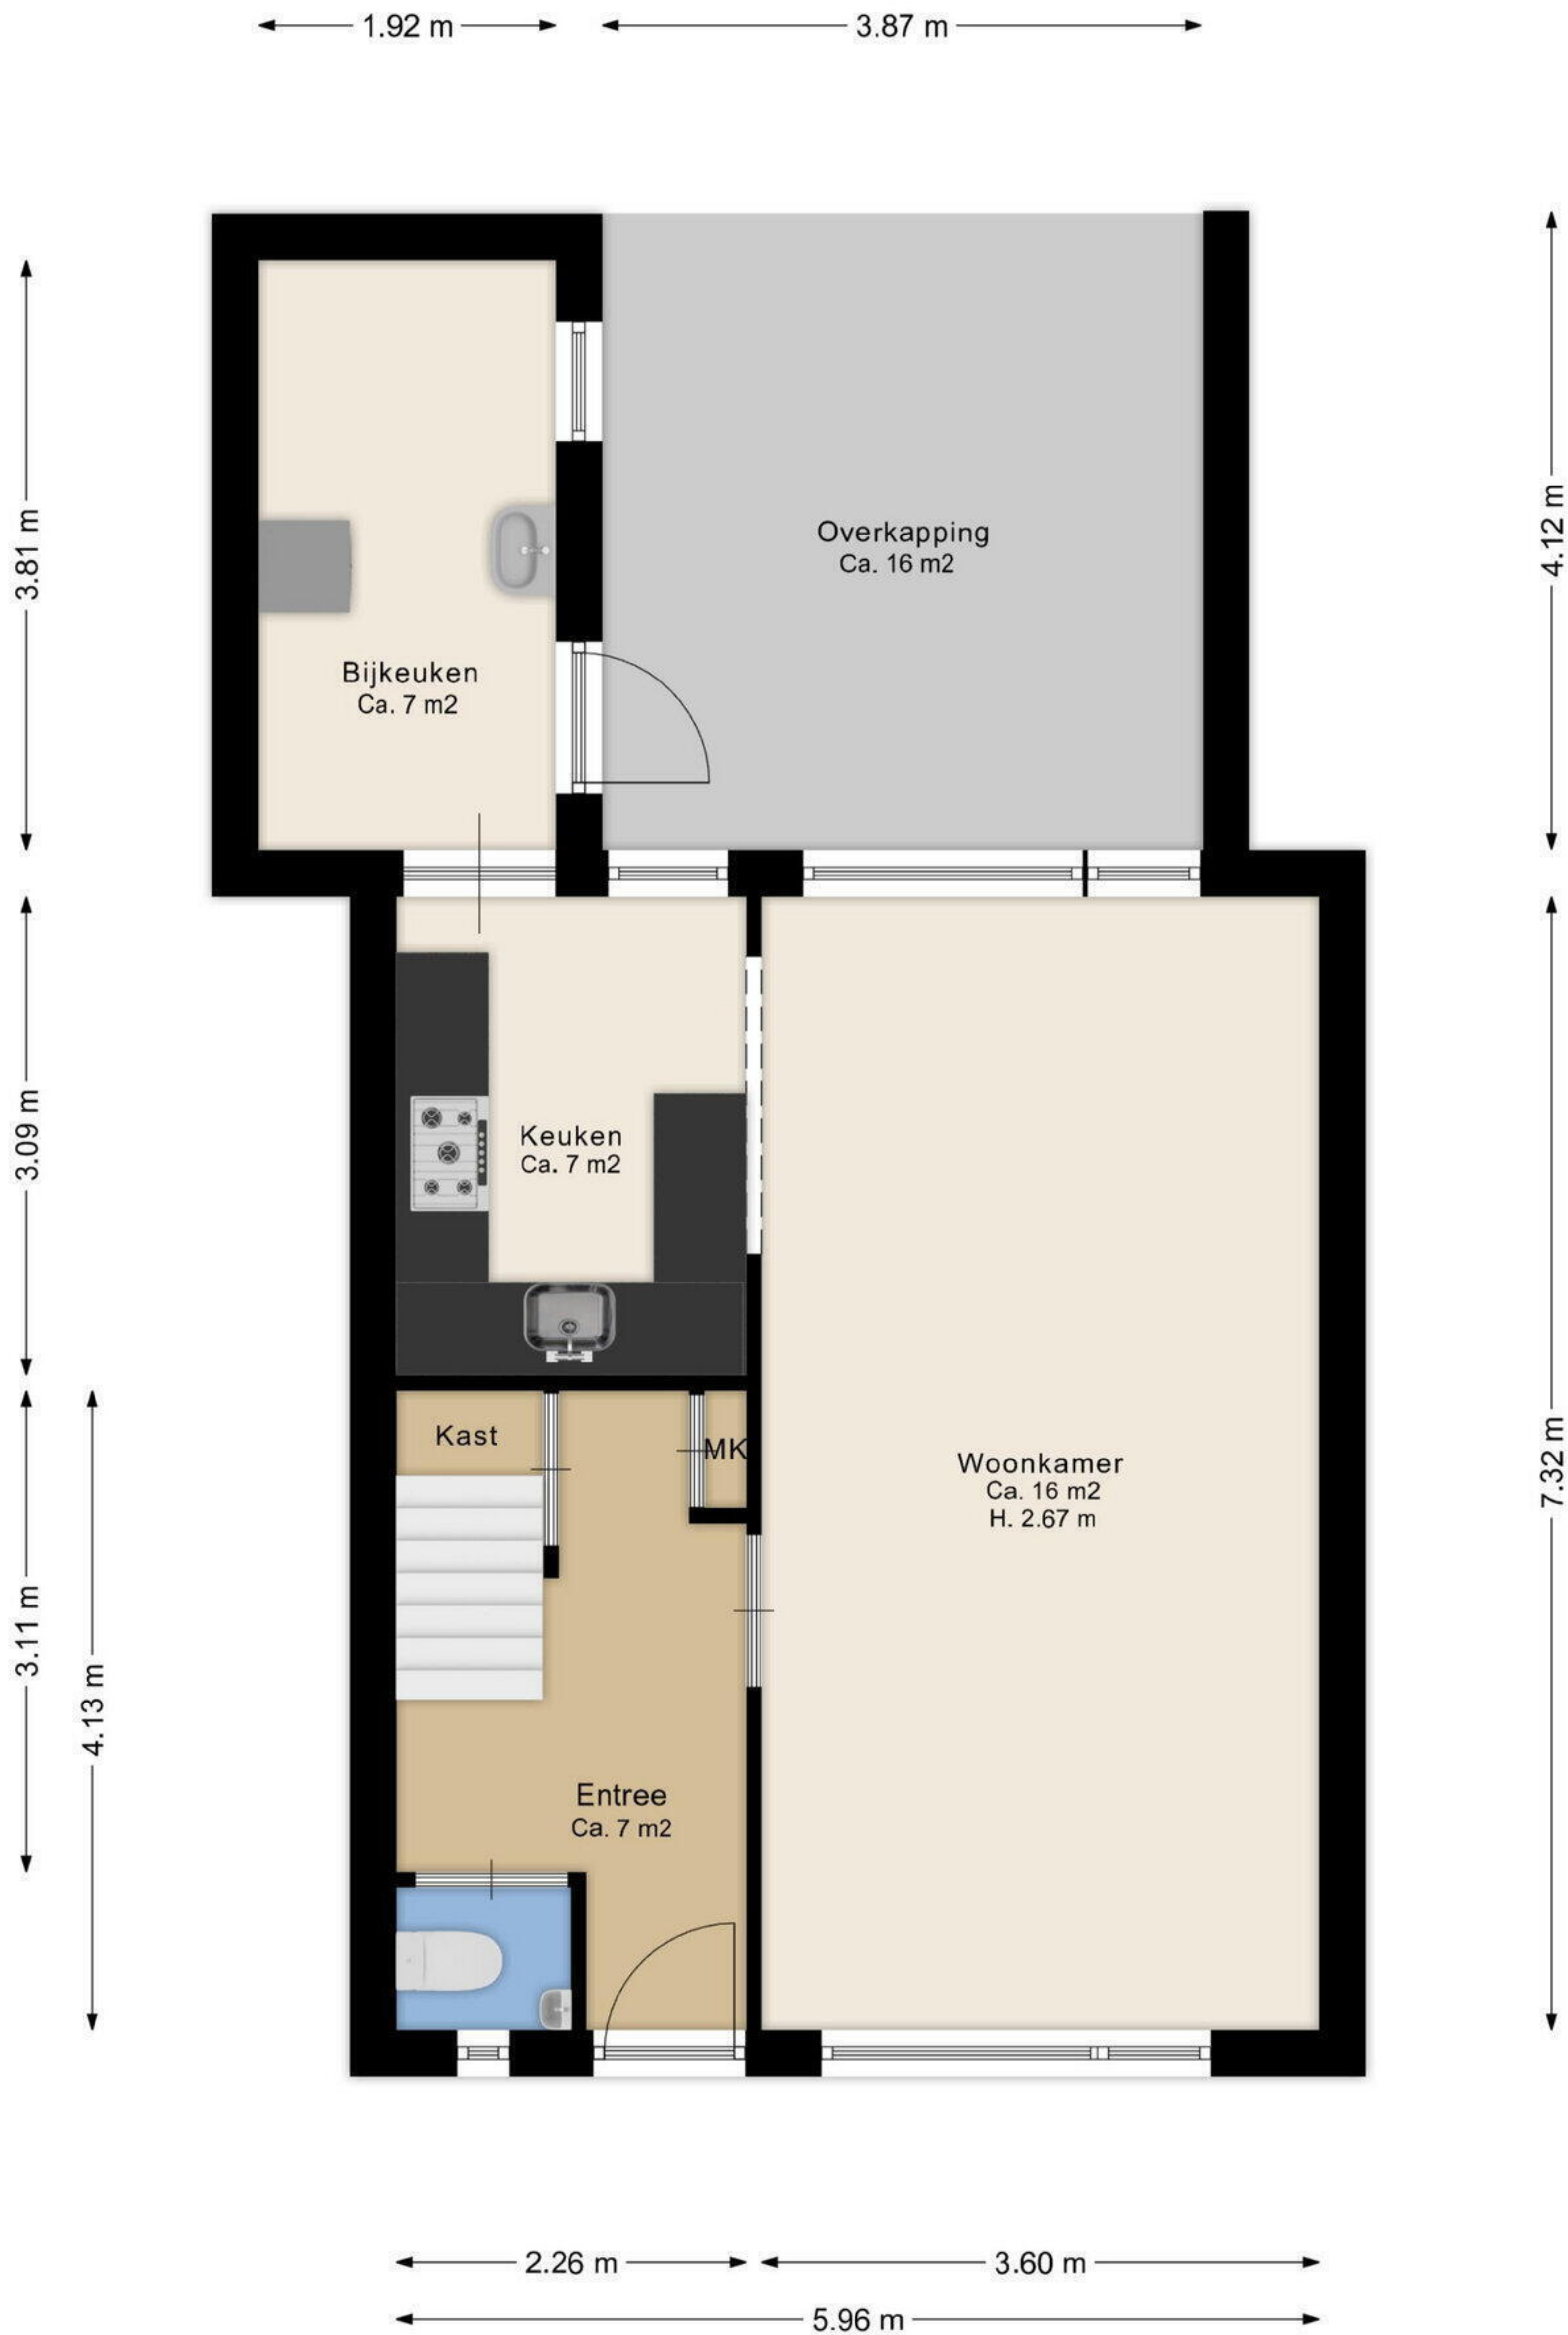 1.92 m
3.87 m
3.81 m
4.12 m
Overkapping
Ca. 16 m2
Bijkeuken
Ca. 7 m2
3.09 m
Keuken
Ca. 7 m2
Kast
MK
Woonkamer
Ca. 16 m2
H. 2.67 m
7.32 m
3.11 m
4.13 m
Entree
Ca. 7 m2
2.26 m
3.60 m
5.96 m